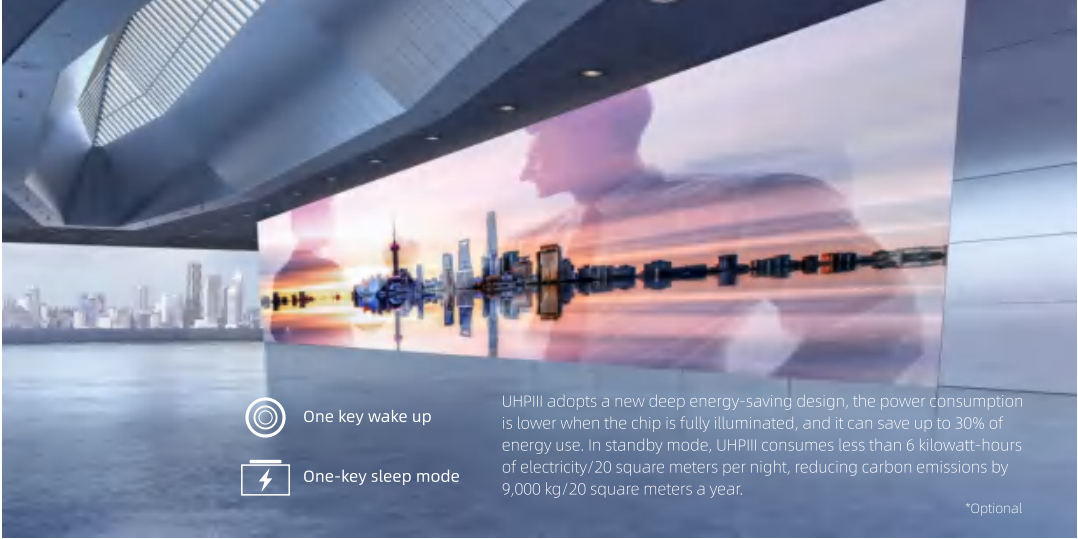 One key wake up
One-key sleep mode
UHPIII adopts a new deep energy-saving design, the power consumption
is lower when the chip is fully illuminated, and it can save up to 30% of
energy use. In standby mode, UHPIII consumes less than 6 kilowatt-hours
of electricity/20 square meters per night, reducing carbon emissions by
9,000 kg/20 square meters a year.
*Optional